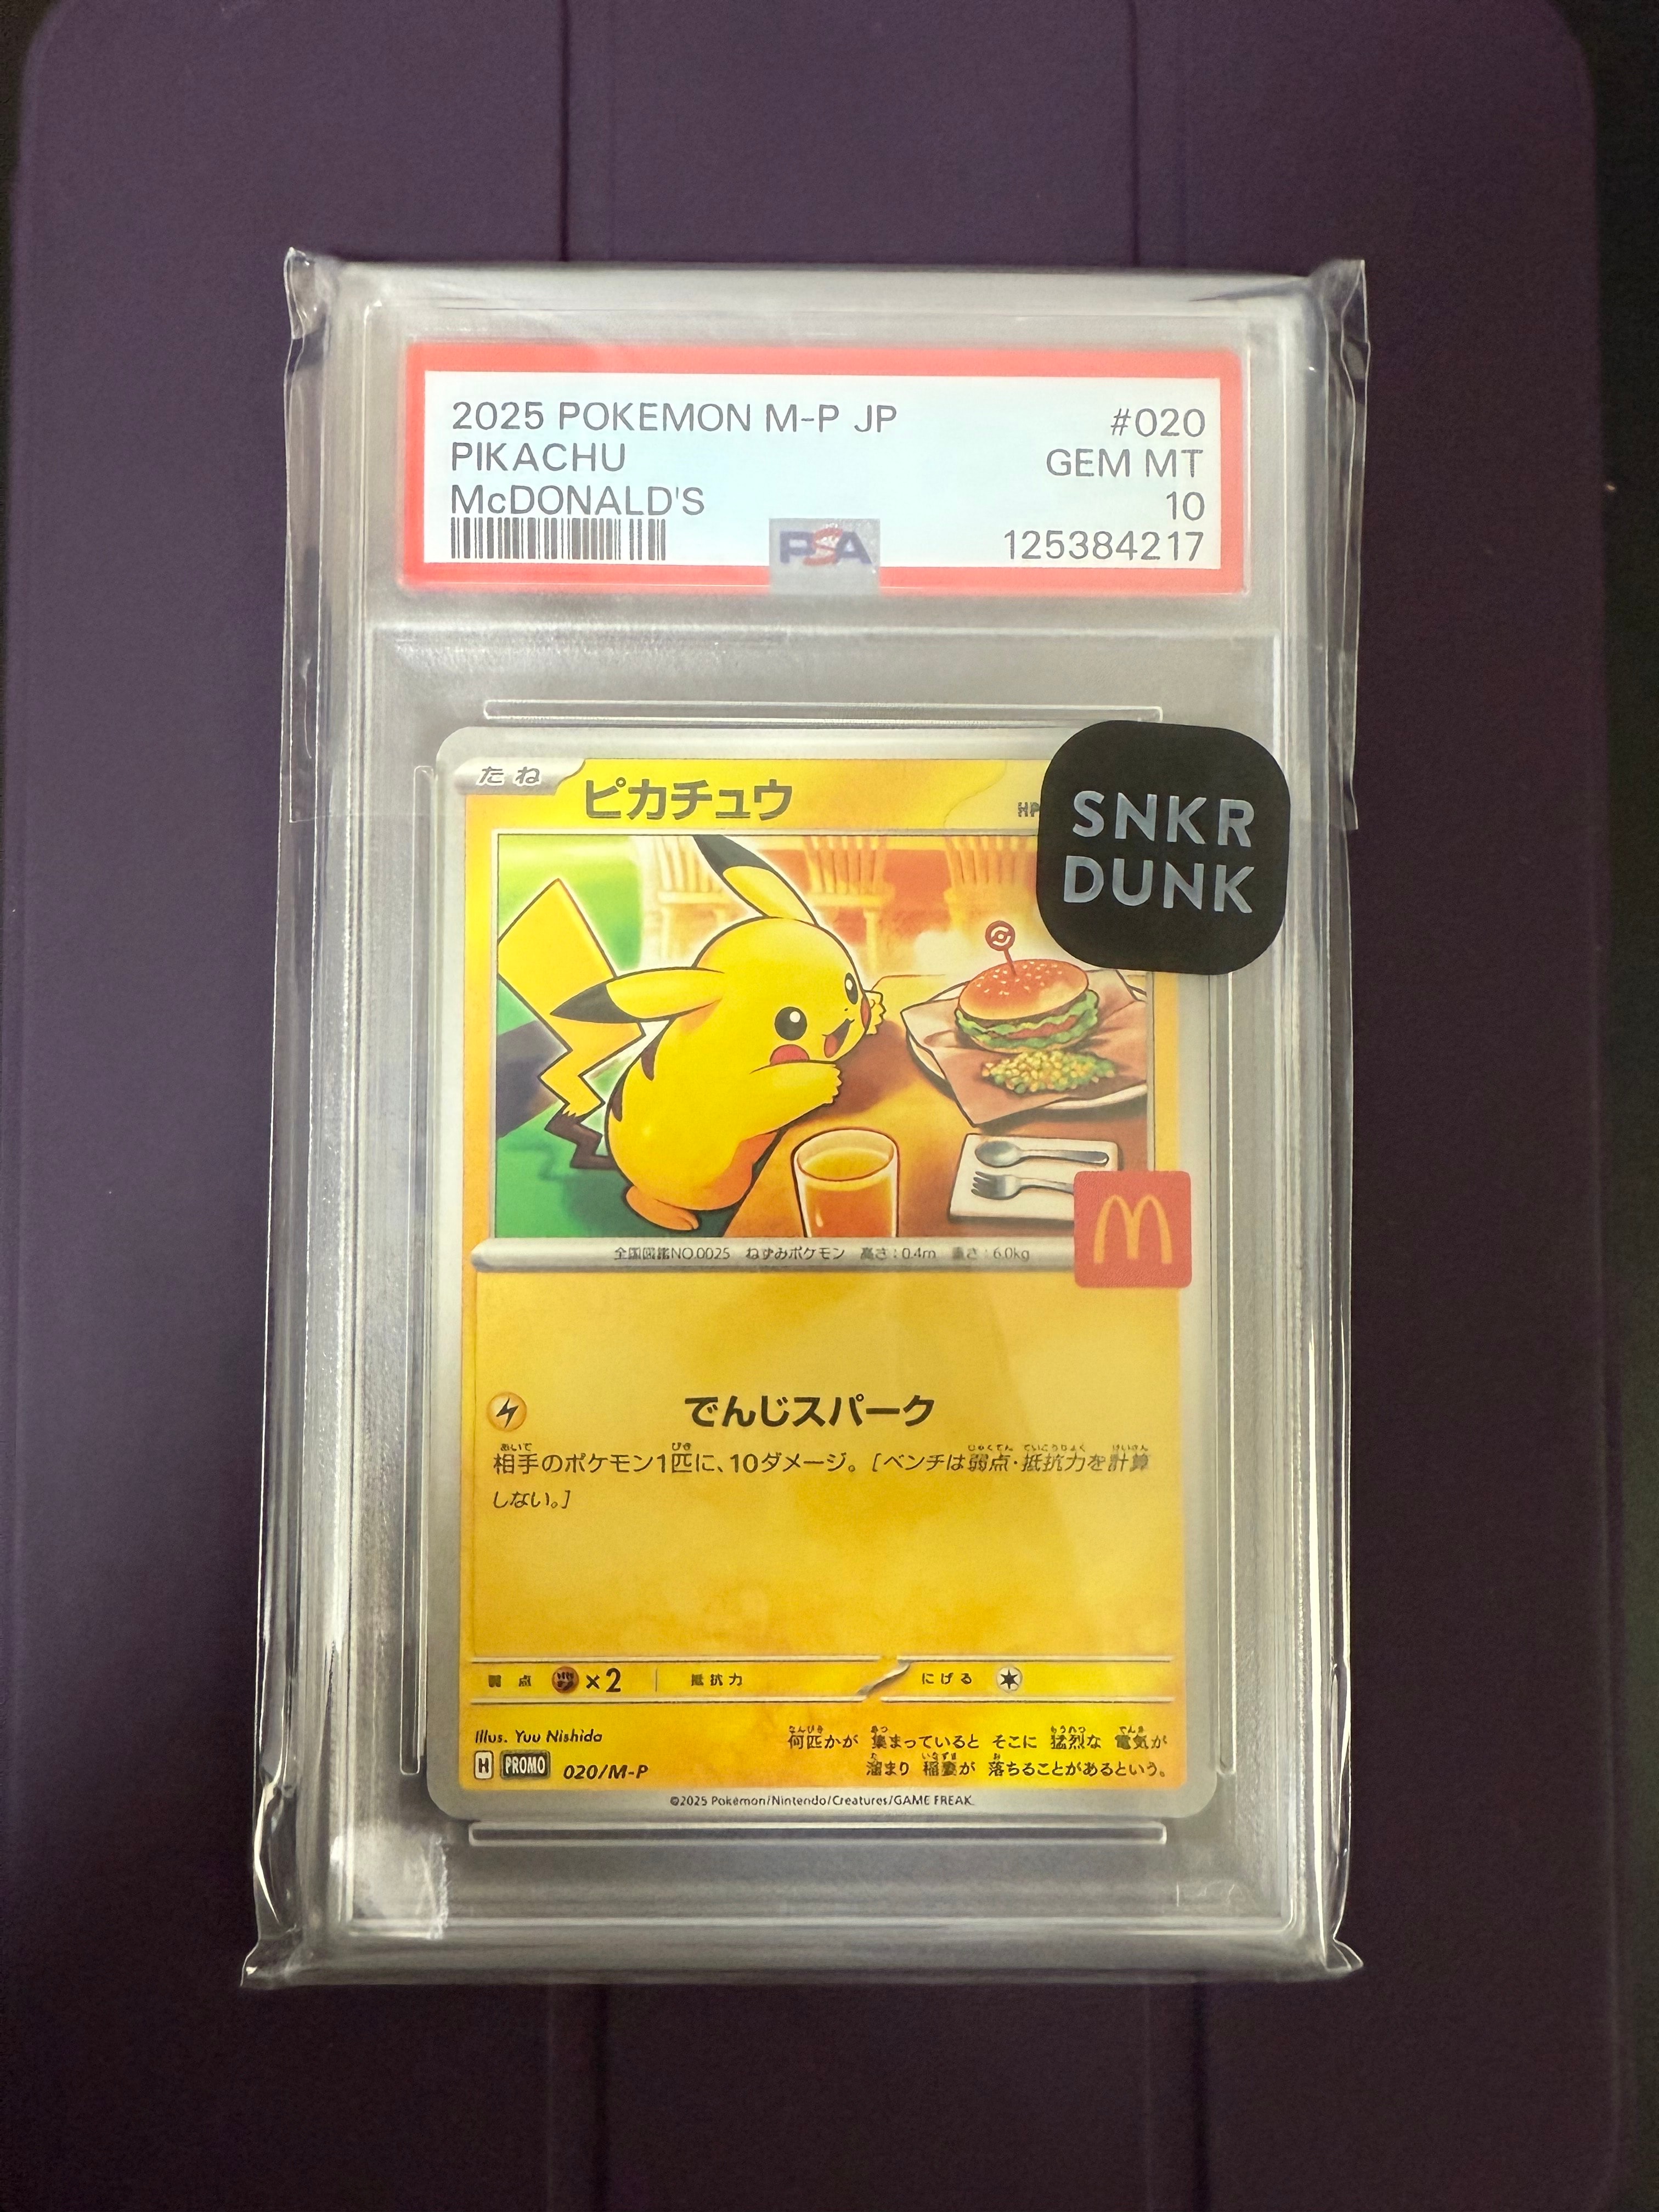 2025 POKEMON M-P JP #020
PIKACHU GEM MT
McDONALD'S 10
PSA 125384217
SNKR
DUNK
たね ピカチュウ HP
全国図鑑NO.0025 ねずみポケモン 高さ:0.4m 重さ:6.0kg
でんじスパーク
相手のポケモン1匹に、10ダメージ。[ベンチは弱点・抵抗力を計算
しない。]
弱点 ×2 抵抗力 にげる
Illus. Yuu Nishida
何匹かが 集まっていると そこに 猛烈な 電気が
溜まり 稲妻が 落ちることがあるという。
H PROMO 020/M-P
©2025 Pokémon/Nintendo/Creatures/GAME FREAK.